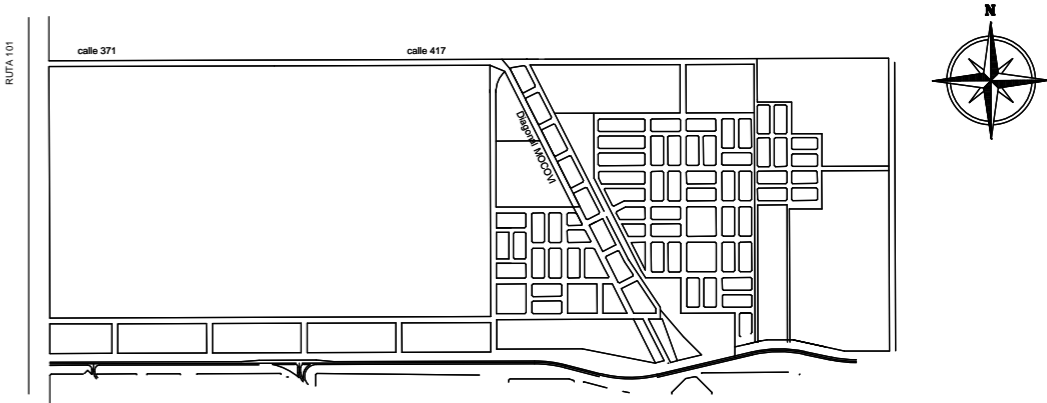 N
calle 371
calle 417
RUTA 101
Diagonal MOCOVI